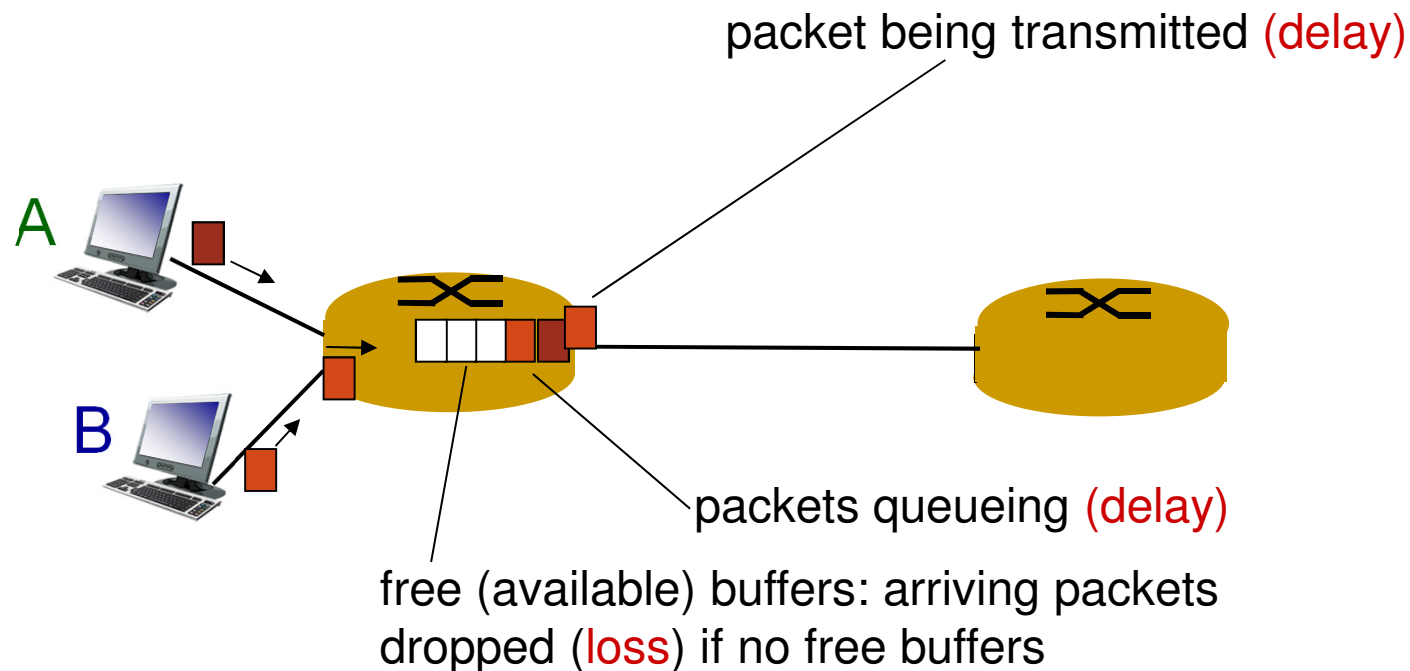 packet being transmitted (delay)
A
B
packets queueing (delay)
free (available) buffers: arriving packets
dropped (loss) if no free buffers